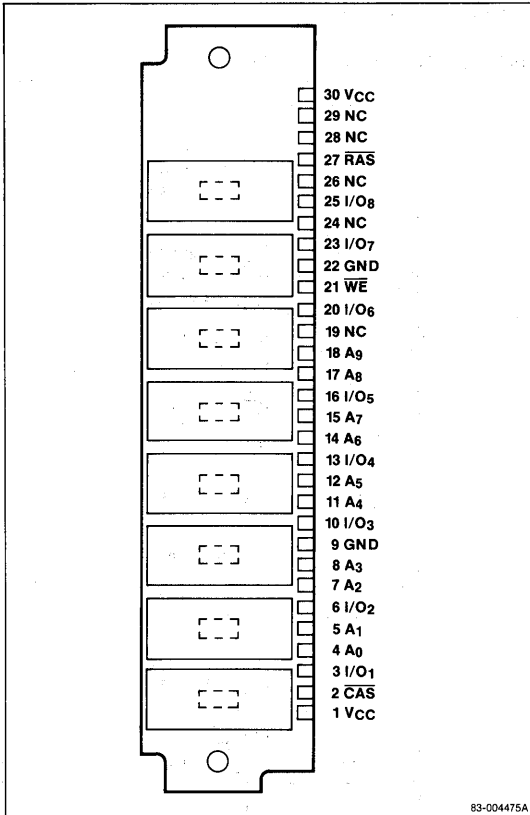 30 VCC
29 NC
28 NC
27 R̅A̅S̅
26 NC
25 I/O8
24 NC
23 I/O7
22 GND
21 W̅E̅
20 I/O6
19 NC
18 A9
17 A8
16 I/O5
15 A7
14 A6
13 I/O4
12 A5
11 A4
10 I/O3
9 GND
8 A3
7 A2
6 I/O2
5 A1
4 A0
3 I/O1
2 C̅A̅S̅
1 VCC
83-004475A